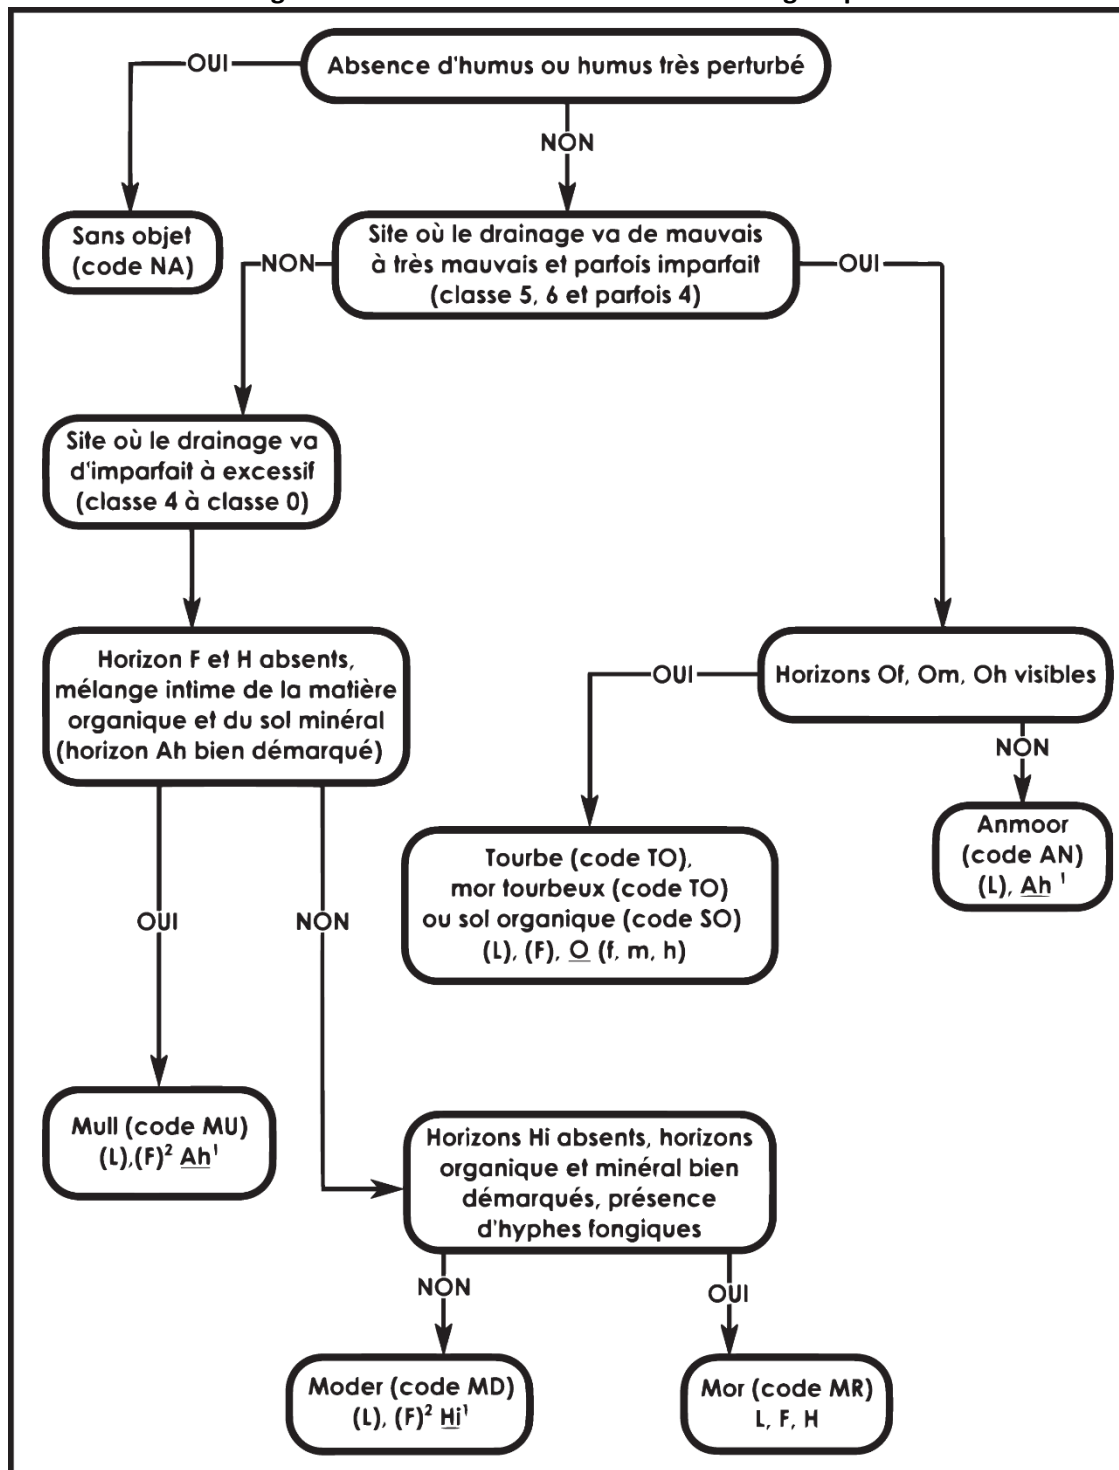 OUI
Absence d'humus ou humus très perturbé
NON
Sans objet
(code NA)
NON
Site où le drainage va de mauvais
à très mauvais et parfois imparfait
(classe 5, 6 et parfois 4)
OUI
Site où le drainage va
d'imparfait à excessif
(classe 4 à classe 0)
Horizon F et H absents,
mélange intime de la matière
organique et du sol minéral
(horizon Ah bien démarqué)
OUI
Horizons Of, Om, Oh visibles
NON
Tourbe (code TO),
mor tourbeux (code TO)
ou sol organique (code SO)
(L), (F), O (f, m, h)
Anmoor
(code AN)
(L), Ah ¹
OUI
NON
Mull (code MU)
(L),(F)² Ah¹
Horizons Hi absents, horizons
organique et minéral bien
démarqués, présence
d'hyphes fongiques
NON
OUI
Moder (code MD)
(L), (F)² Hi¹
Mor (code MR)
L, F, H